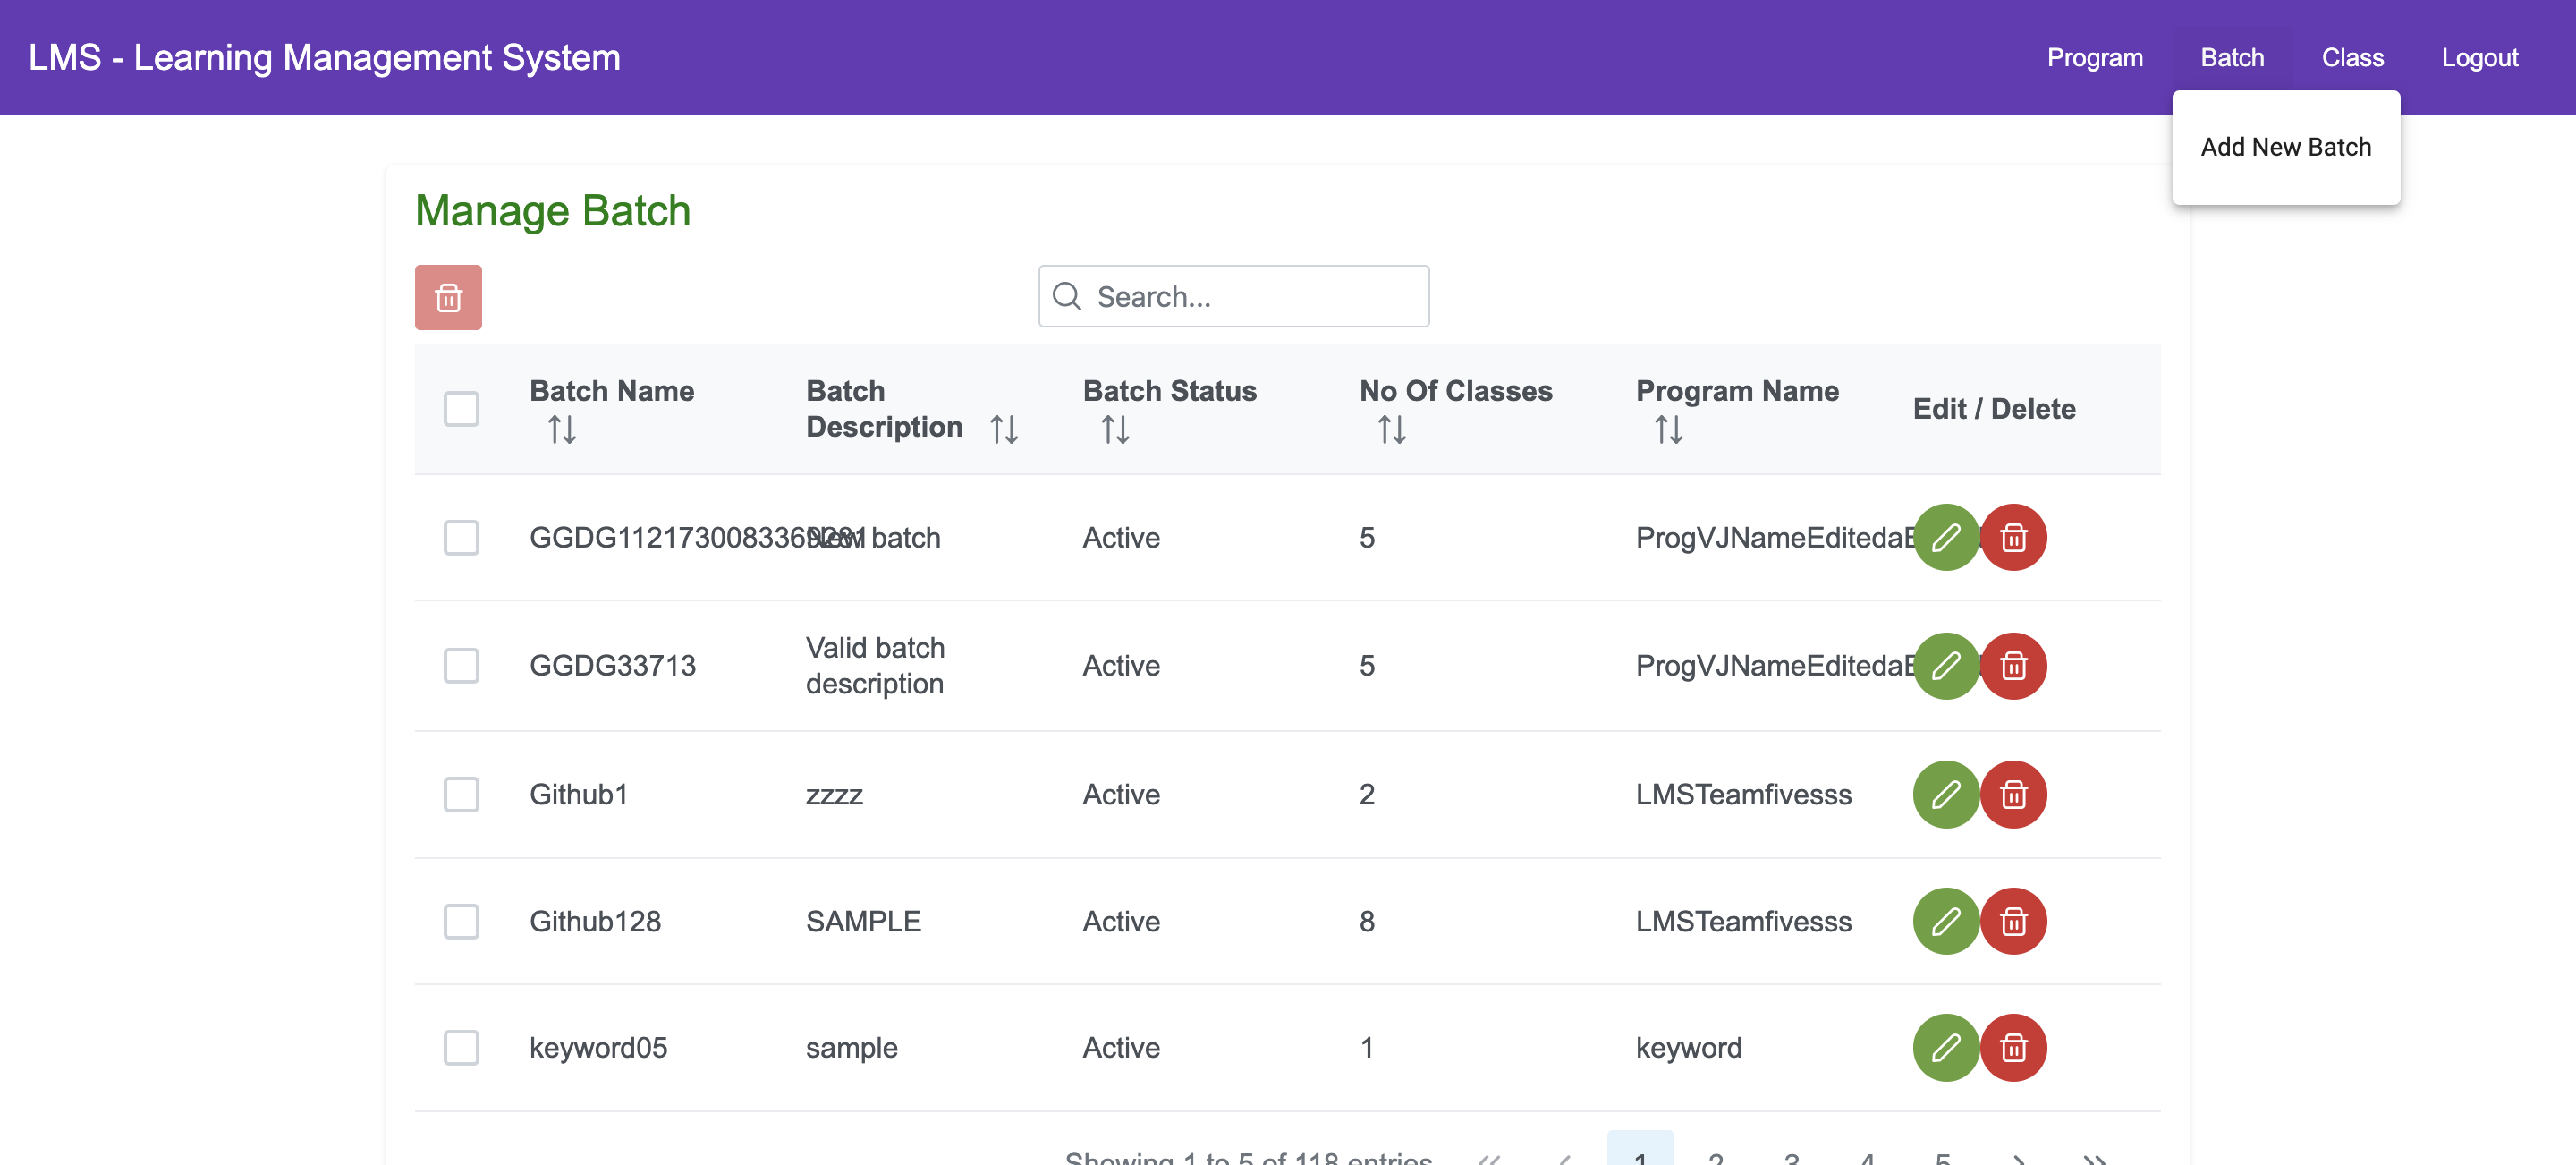 LMS - Learning Management System
Program Batch Class Logout
Add New Batch
Manage Batch
Search...
Batch Name Batch Description Batch Status No Of Classes Program Name Edit / Delete
GGDG1121730083369281 New batch Active 5 ProgVJNameEditeda
GGDG33713 Valid batch description Active 5 ProgVJNameEditeda
Github1 zzzz Active 2 LMSTeamfivesss
Github128 SAMPLE Active 8 LMSTeamfivesss
keyword05 sample Active 1 keyword
Showing 1 to 5 of 118 entries << < 1 2 3 4 5 > >>